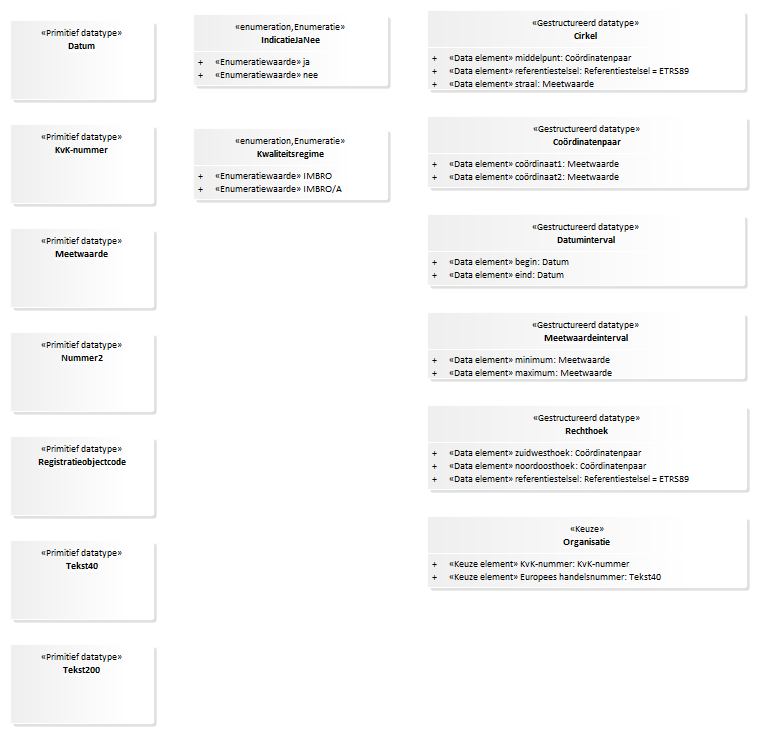 «Primitief datatype»
Datum
«Primitief datatype»
KvK-nummer
«Primitief datatype»
Meetwaarde
«Primitief datatype»
Nummer2
«Primitief datatype»
Registratieobjectcode
«Primitief datatype»
Tekst40
«Primitief datatype»
Tekst200
«enumeration,Enumeratie»
IndicatieJaNee
+ «Enumeratiewaarde» ja
+ «Enumeratiewaarde» nee
«enumeration,Enumeratie»
Kwaliteitsregime
+ «Enumeratiewaarde» IMBRO
+ «Enumeratiewaarde» IMBRO/A
«Gestructureerd datatype»
Cirkel
+ «Data element» middelpunt: Coördinatenpaar
+ «Data element» referentiestelsel: Referentiestelsel = ETRS89
+ «Data element» straal: Meetwaarde
«Gestructureerd datatype»
Coördinatenpaar
+ «Data element» coördinaat1: Meetwaarde
+ «Data element» coördinaat2: Meetwaarde
«Gestructureerd datatype»
Datuminterval
+ «Data element» begin: Datum
+ «Data element» eind: Datum
«Gestructureerd datatype»
Meetwaardeinterval
+ «Data element» minimum: Meetwaarde
+ «Data element» maximum: Meetwaarde
«Gestructureerd datatype»
Rechthoek
+ «Data element» zuidwesthoek: Coördinatenpaar
+ «Data element» noordoosthoek: Coördinatenpaar
+ «Data element» referentiestelsel: Referentiestelsel = ETRS89
«Keuze»
Organisatie
+ «Keuze element» KvK-nummer: KvK-nummer
+ «Keuze element» Europees handelsnummer: Tekst40